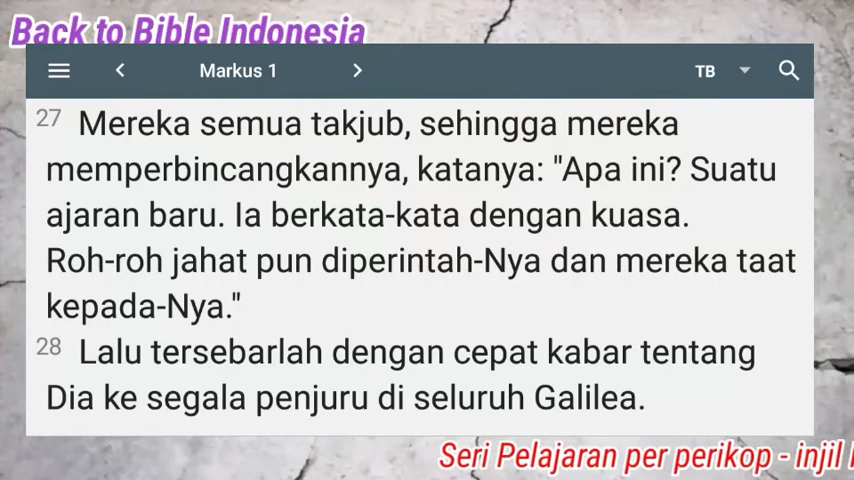 Back to Bible Indonesia
Markus 1
TB
27 Mereka semua takjub, sehingga mereka
memperbincangkannya, katanya: "Apa ini? Suatu
ajaran baru. Ia berkata-kata dengan kuasa.
Roh-roh jahat pun diperintah-Nya dan mereka taat
kepada-Nya."
28 Lalu tersebarlah dengan cepat kabar tentang
Dia ke segala penjuru di seluruh Galilea.
Seri Pelajaran per perikop - injil